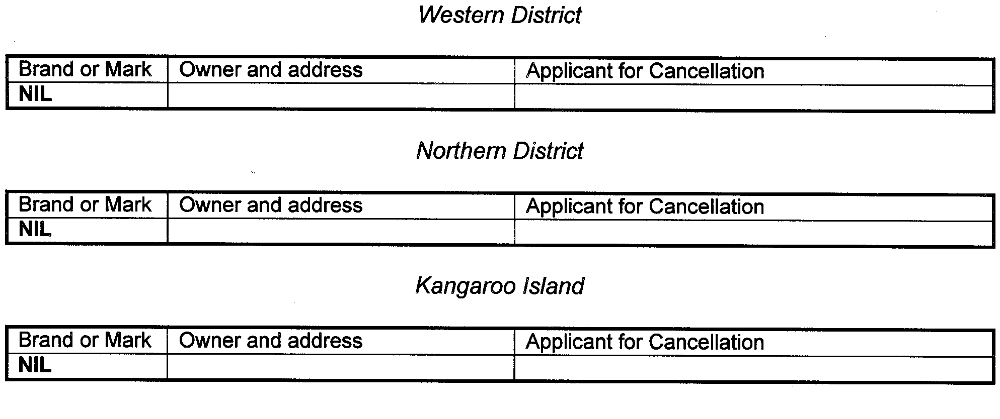 Western District
Brand or Mark Owner and address Applicant for Cancellation
NIL
Northern District
Brand or Mark Owner and address Applicant for Cancellation
NIL
Kangaroo Island
Brand or Mark Owner and address Applicant for Cancellation
NIL